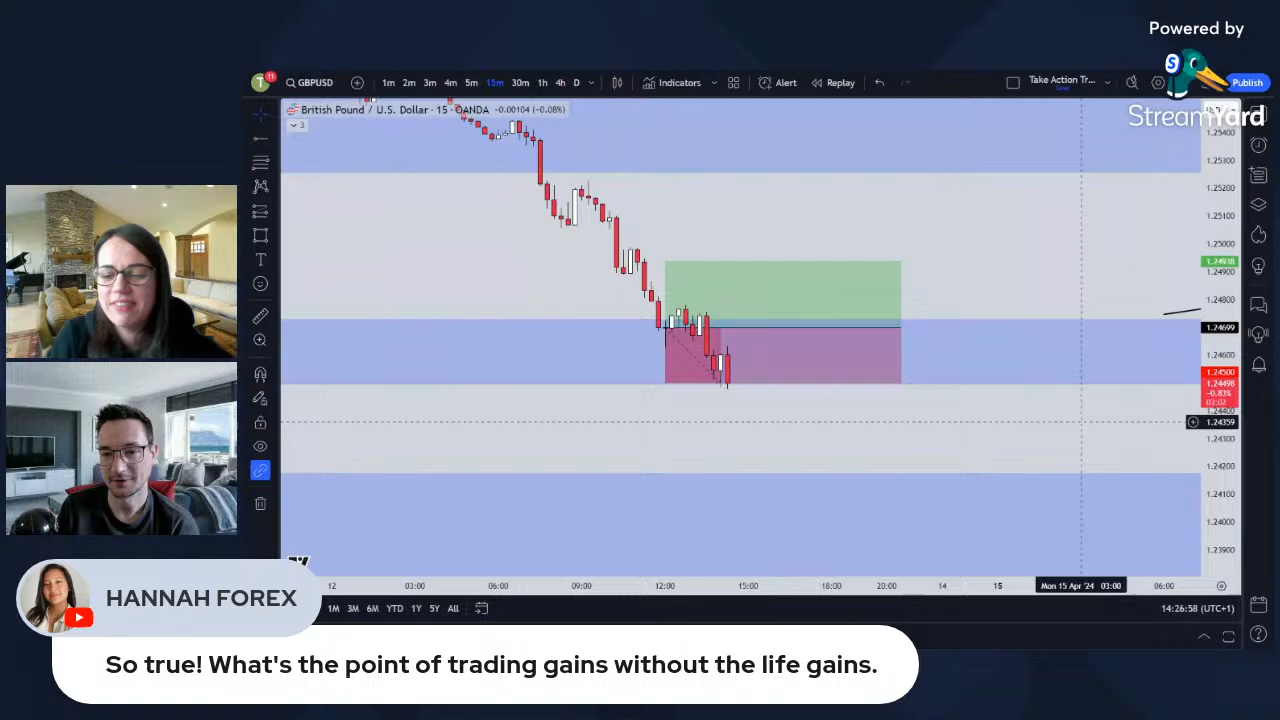 Powered by
StreamYard
T 11 GBPUSD 1m 2m 3m 4m 5m 15m 30m 1h 4h D Indicators Alert Replay Take Action Tr... Publish
British Pound / U.S. Dollar · 15 · OANDA -0.00104 (-0.08%)
3
1.25400
1.25300
1.25200
1.25100
1.25000
1.24938
1.24900
1.24800
1.24699
1.24600
1.24500
1.24498
-0.83%
03:02
1.24400
1.24359
1.24300
1.24200
1.24100
1.24000
1.23900
12 03:00 06:00 09:00 12:00 15:00 18:00 20:00 14 15 Mon 15 Apr '24 03:00 06:00
1M 3M 6M YTD 1Y 5Y All 14:26:58 (UTC+1)
HANNAH FOREX
So true! What's the point of trading gains without the life gains.